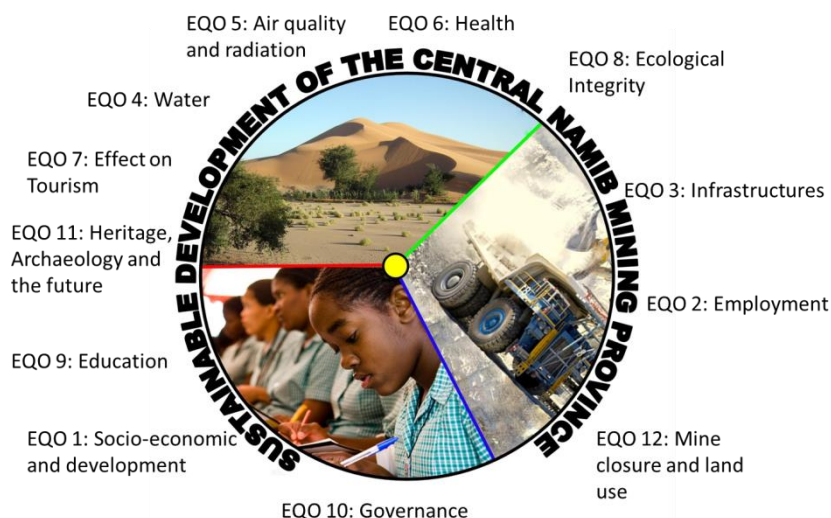 EQO 5: Air quality
and radiation
EQO 6: Health
EQO 8: Ecological
Integrity
EQO 4: Water
EQO 7: Effect on
Tourism
EQO 3: Infrastructures
EQO 11: Heritage,
Archaeology and
the future
EQO 2: Employment
EQO 9: Education
EQO 1: Socio-economic
and development
EQO 12: Mine
closure and land
use
EQO 10: Governance
SUSTAINABLE DEVELOPMENT OF THE CENTRAL NAMIB MINING PROVINCE